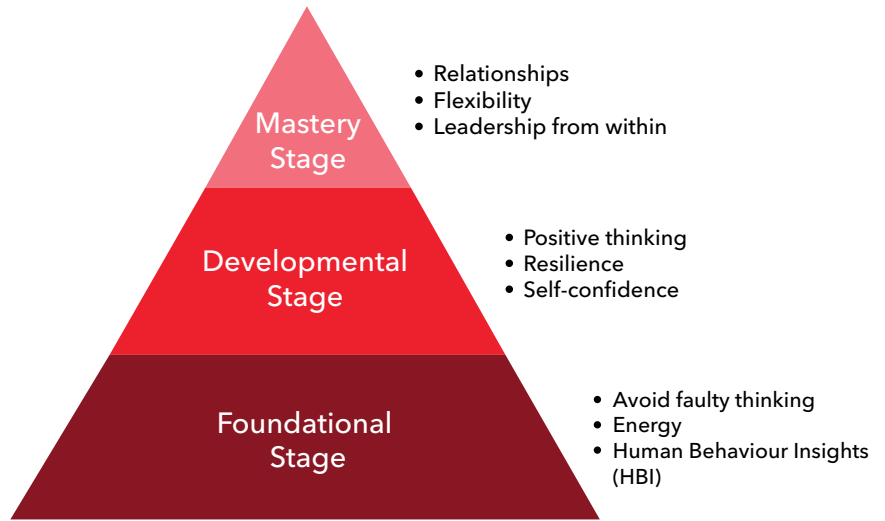 Mastery
Stage
• Relationships
• Flexibility
• Leadership from within
Developmental
Stage
• Positive thinking
• Resilience
• Self-confidence
Foundational
Stage
• Avoid faulty thinking
• Energy
• Human Behaviour Insights
(HBI)